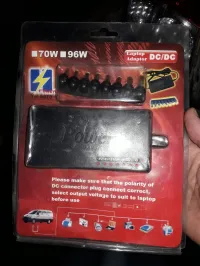 ■70W ■96W
Laptop
Adaptor
DC/DC
Please make sure that the polarity of
DC connector plug connect correct,
select output voltage to suit to laptop
before use